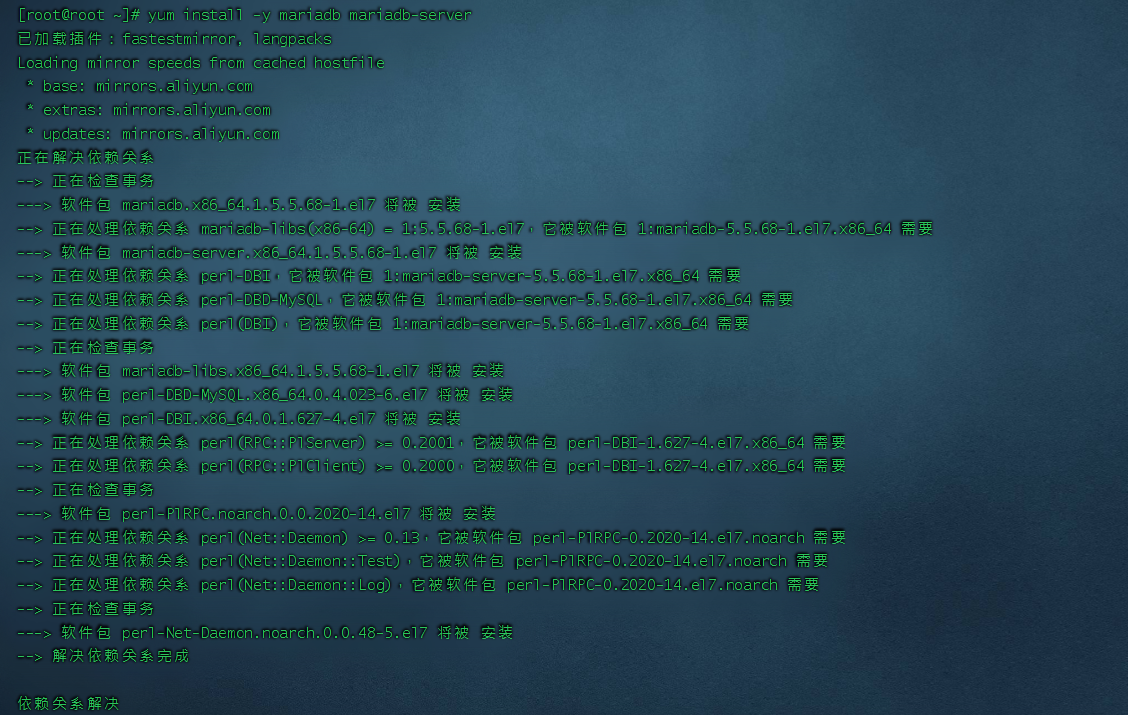 [root@root ~]# yum install -y mariadb mariadb-server
已加载插件：fastestmirror, langpacks
Loading mirror speeds from cached hostfile
 * base: mirrors.aliyun.com
 * extras: mirrors.aliyun.com
 * updates: mirrors.aliyun.com
正在解决依赖关系
--> 正在检查事务
---> 软件包 mariadb.x86_64.1.5.5.68-1.el7 将被 安装
--> 正在处理依赖关系 mariadb-libs(x86-64) = 1:5.5.68-1.el7，它被软件包 1:mariadb-5.5.68-1.el7.x86_64 需要
---> 软件包 mariadb-server.x86_64.1.5.5.68-1.el7 将被 安装
--> 正在处理依赖关系 perl-DBI，它被软件包 1:mariadb-server-5.5.68-1.el7.x86_64 需要
--> 正在处理依赖关系 perl-DBD-MySQL，它被软件包 1:mariadb-server-5.5.68-1.el7.x86_64 需要
--> 正在处理依赖关系 perl(DBI)，它被软件包 1:mariadb-server-5.5.68-1.el7.x86_64 需要
--> 正在检查事务
---> 软件包 mariadb-libs.x86_64.1.5.5.68-1.el7 将被 安装
---> 软件包 perl-DBD-MySQL.x86_64.0.4.023-6.el7 将被 安装
---> 软件包 perl-DBI.x86_64.0.1.627-4.el7 将被 安装
--> 正在处理依赖关系 perl(RPC::PlServer) >= 0.2001，它被软件包 perl-DBI-1.627-4.el7.x86_64 需要
--> 正在处理依赖关系 perl(RPC::PlClient) >= 0.2000，它被软件包 perl-DBI-1.627-4.el7.x86_64 需要
--> 正在检查事务
---> 软件包 perl-PlRPC.noarch.0.0.2020-14.el7 将被 安装
--> 正在处理依赖关系 perl(Net::Daemon) >= 0.13，它被软件包 perl-PlRPC-0.2020-14.el7.noarch 需要
--> 正在处理依赖关系 perl(Net::Daemon::Test)，它被软件包 perl-PlRPC-0.2020-14.el7.noarch 需要
--> 正在处理依赖关系 perl(Net::Daemon::Log)，它被软件包 perl-PlRPC-0.2020-14.el7.noarch 需要
--> 正在检查事务
---> 软件包 perl-Net-Daemon.noarch.0.0.48-5.el7 将被 安装
--> 解决依赖关系完成
依赖关系解决